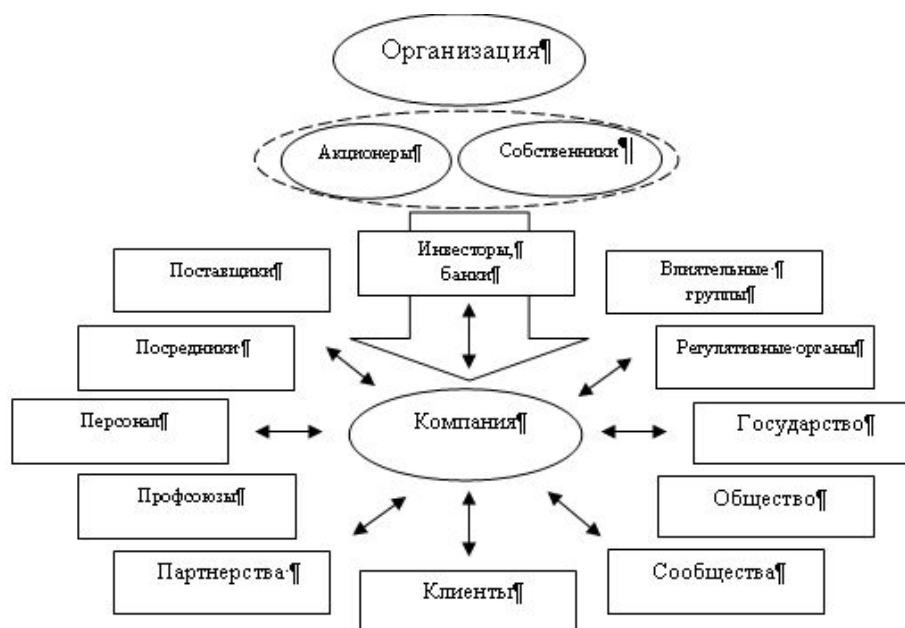 Организация¶
Акционеры¶
Собственники¶
Инвесторы,¶
банки¶
Поставщики¶
Влиятельные·¶
группы¶
Посредники·¶
Регулятивные·органы¶
Персонал¶
Компания¶
Государство¶
Профсоюзы¶
Общество¶
Партнерства·¶
Клиенты¶
Сообщества¶